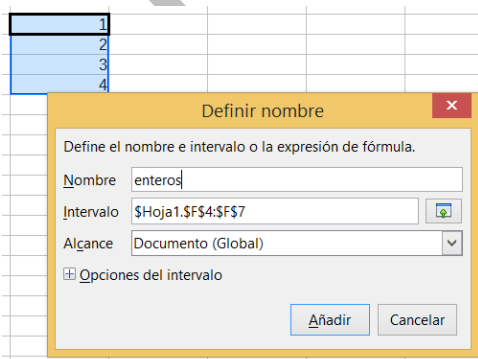 1
2
3
4
Definir nombre
Define el nombre e intervalo o la expresión de fórmula.
Nombre enteros
Intervalo $Hoja1.$F$4:$F$7
Alcance Documento (Global)
Opciones del intervalo
Añadir Cancelar